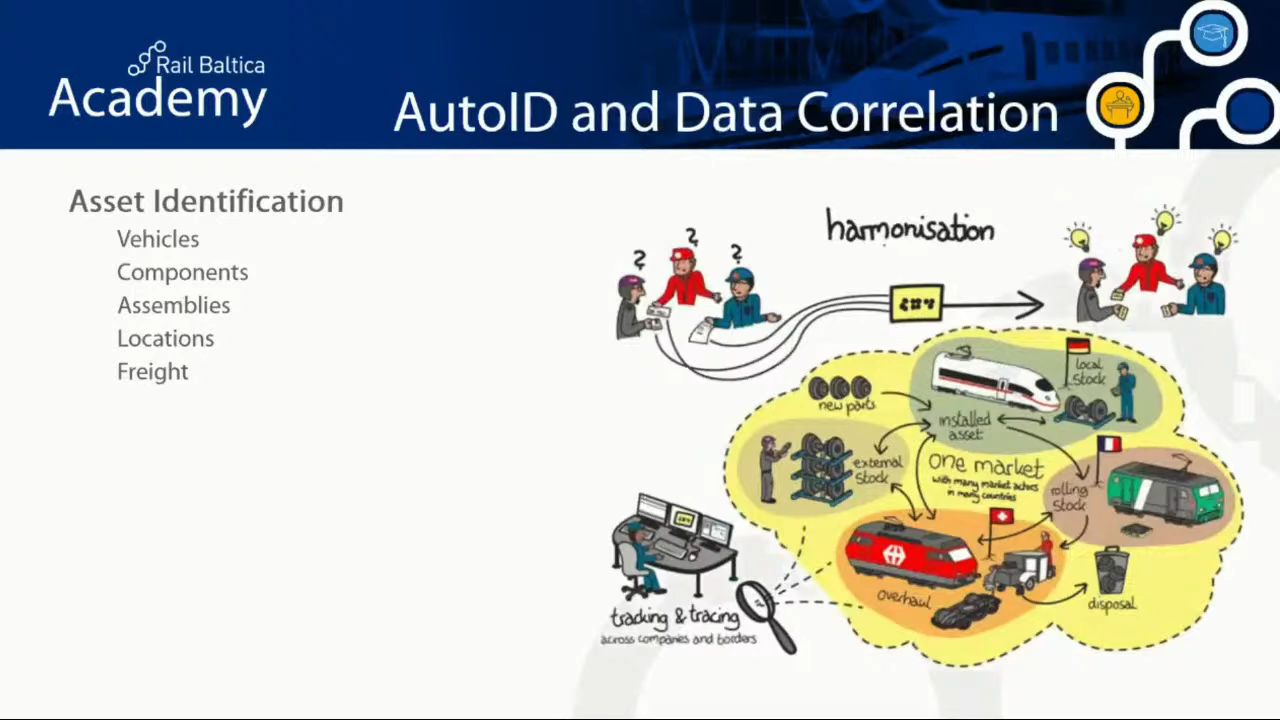 Rail Baltica
Academy
AutoID and Data Correlation
Asset Identification
Vehicles
Components
Assemblies
Locations
Freight
harmonisation
?
?
?
new parts
local
stock
installed
asset
external
stock
one market
with many market actors
in many countries
rolling
stock
overhaul
disposal
tracking & tracing
across companies and borders